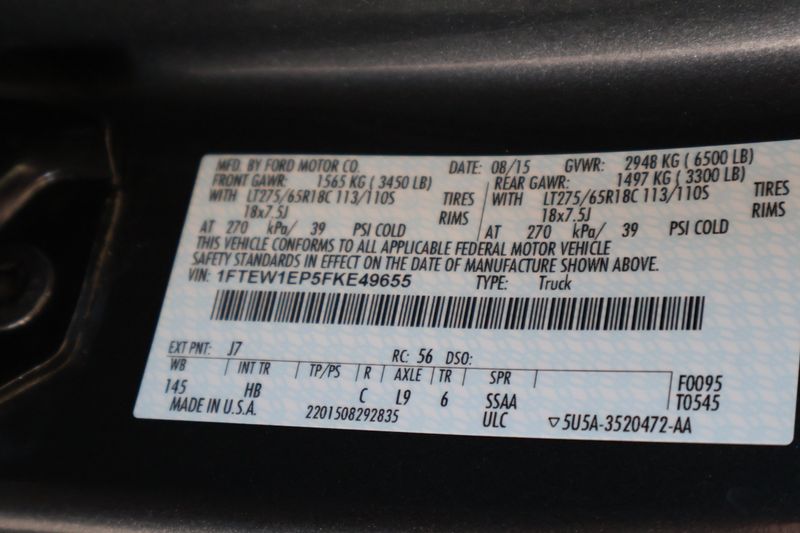 MFD. BY FORD MOTOR CO. DATE: 08/15 GVWR: 2948 KG ( 6500 LB)
FRONT GAWR: 1565 KG ( 3450 LB) REAR GAWR: 1497 KG ( 3300 LB)
WITH LT275/65R18C 113/110S TIRES WITH LT275/65R18C 113/110S TIRES
18x7.5J RIMS 18x7.5J RIMS
AT 270 kPa/ 39 PSI COLD AT 270 kPa/ 39 PSI COLD
THIS VEHICLE CONFORMS TO ALL APPLICABLE FEDERAL MOTOR VEHICLE
SAFETY STANDARDS IN EFFECT ON THE DATE OF MANUFACTURE SHOWN ABOVE.
VIN: 1FTEW1EP5FKE49655 TYPE: Truck
EXT PNT: J7 RC: 56 DSO:
WB INT TR TP/PS R AXLE TR SPR F0095
145 HB C L9 6 SSAA T0545
MADE IN U.S.A. 2201508292835 ULC ▽5U5A-3520472-AA